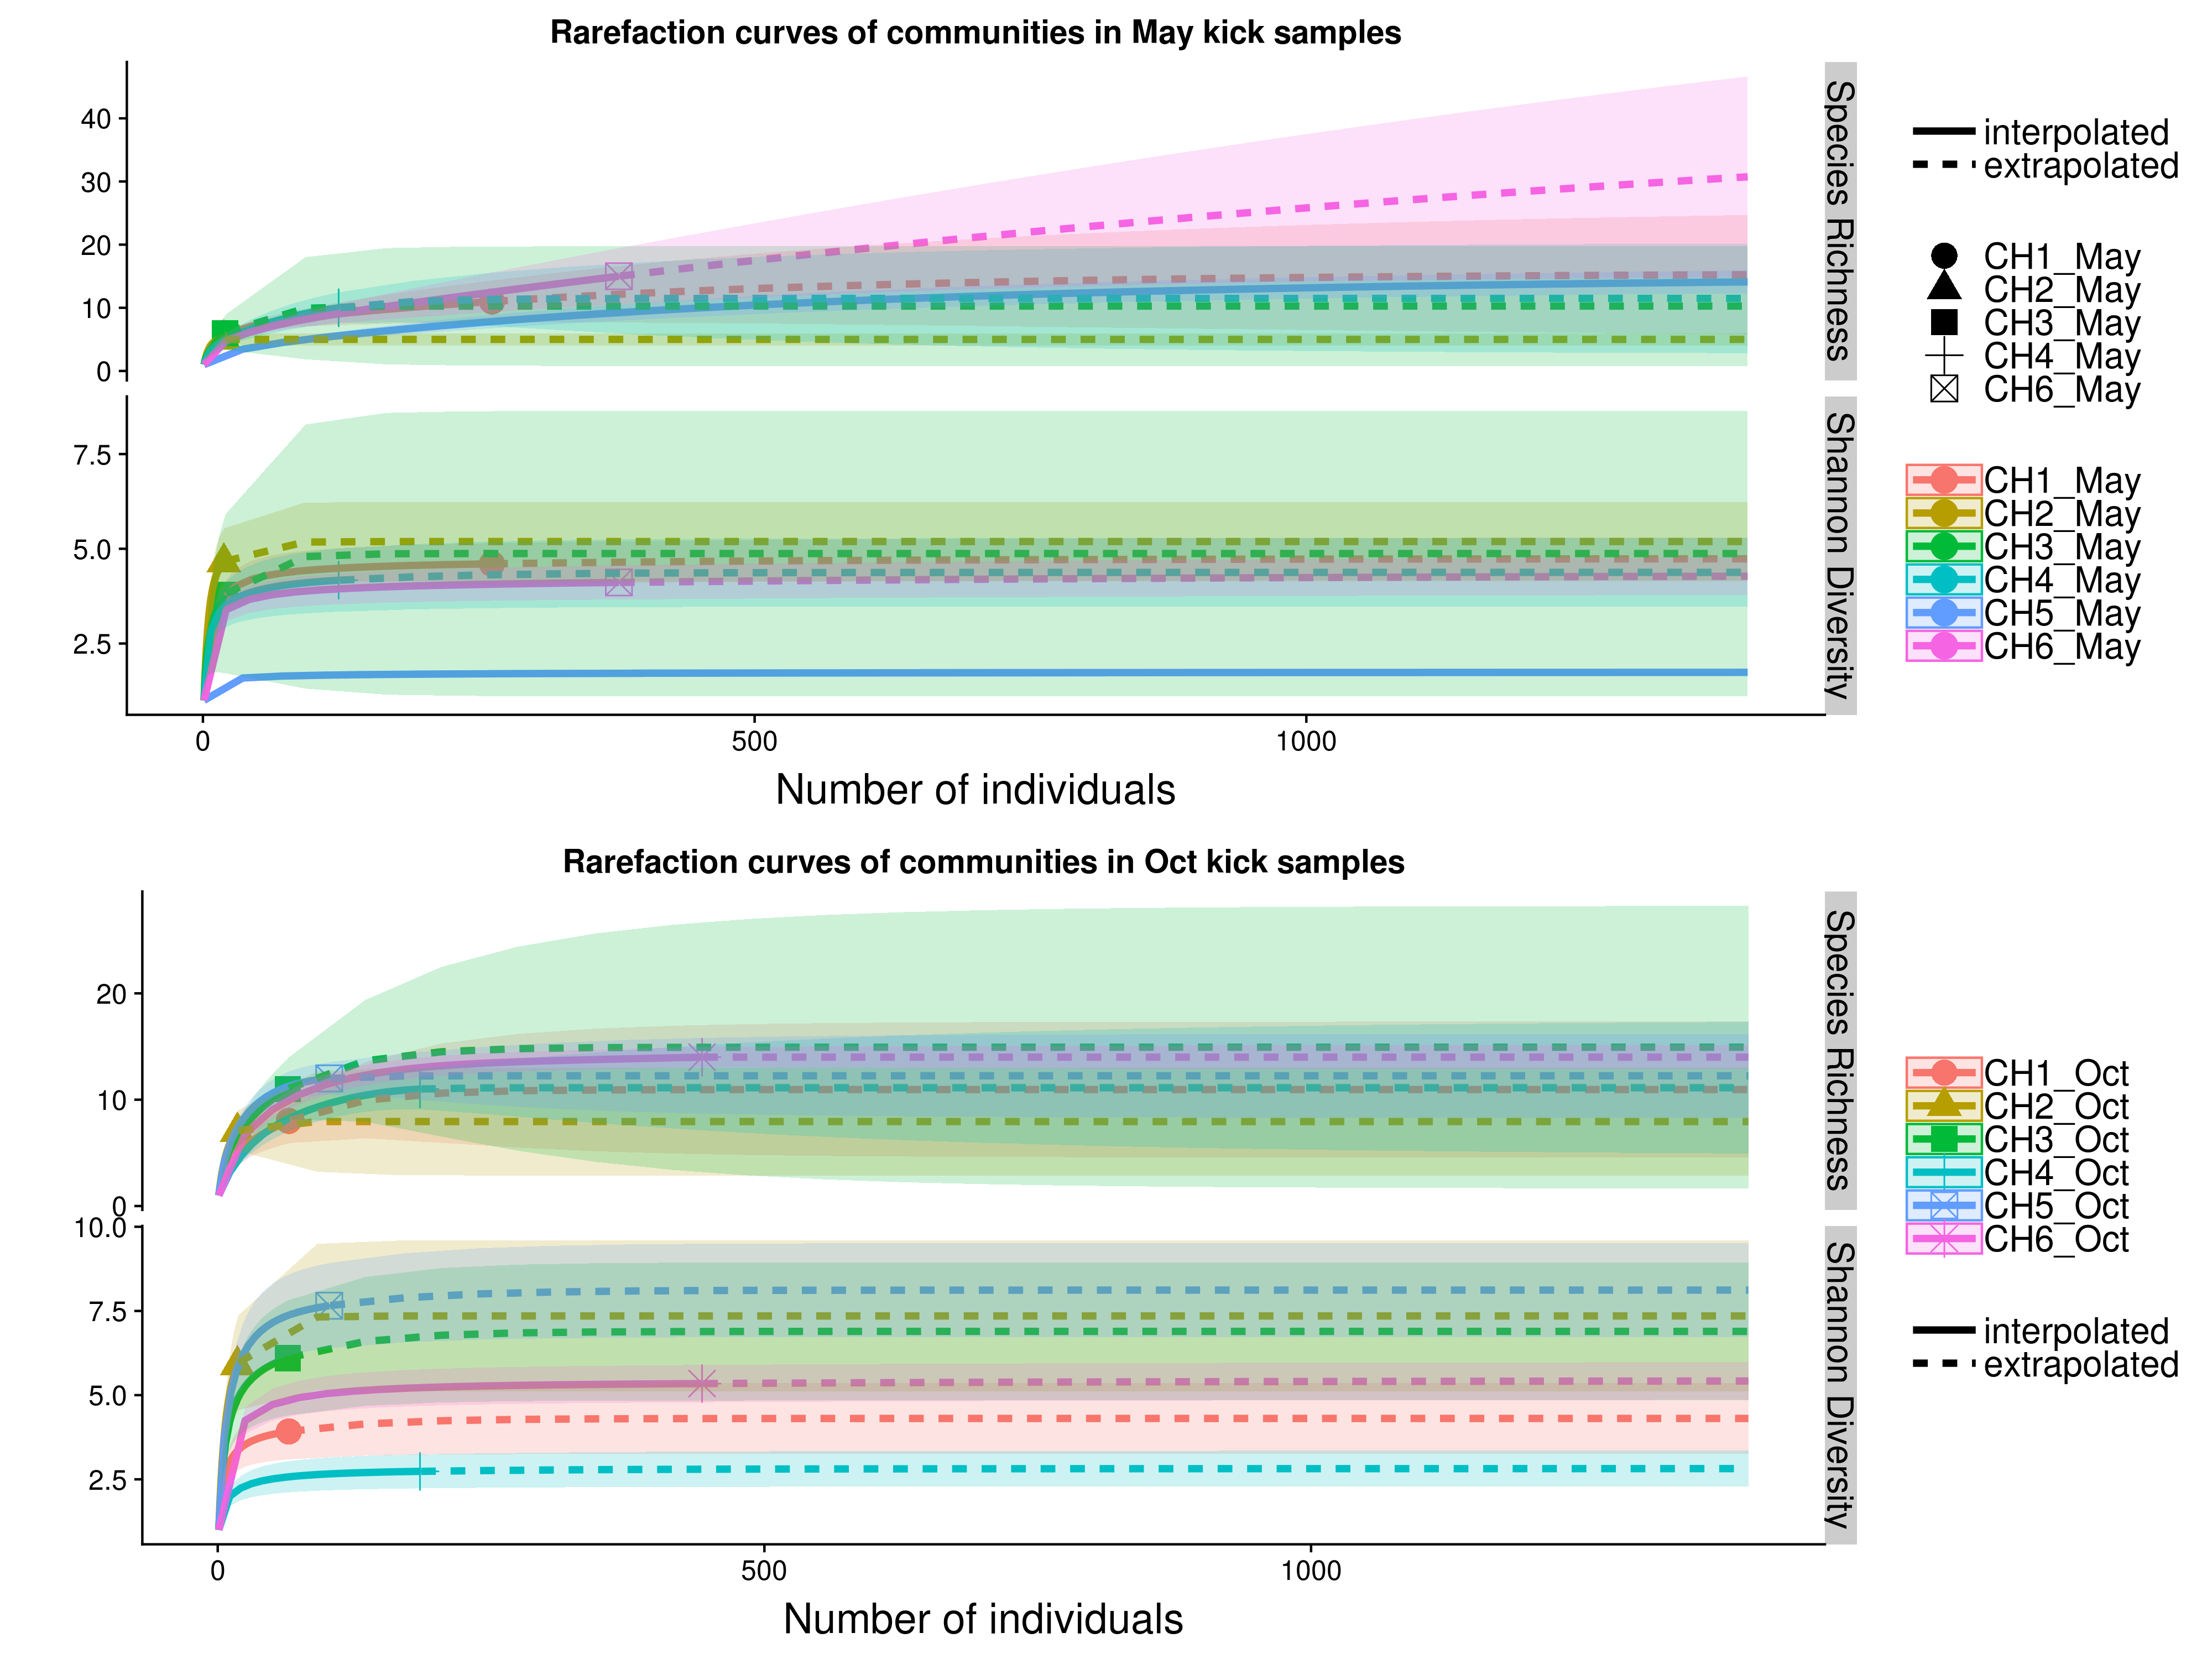 Rarefaction curves of communities in May kick samples
40
30
20
10
0
Species Richness
7.5
5.0
2.5
Shannon Diversity
0
500
1000
Number of individuals
interpolated
extrapolated
CH1_May
CH2_May
CH3_May
CH4_May
CH6_May
CH1_May
CH2_May
CH3_May
CH4_May
CH5_May
CH6_May
Rarefaction curves of communities in Oct kick samples
20
10
0
Species Richness
10.0
7.5
5.0
2.5
Shannon Diversity
0
500
1000
Number of individuals
CH1_Oct
CH2_Oct
CH3_Oct
CH4_Oct
CH5_Oct
CH6_Oct
interpolated
extrapolated